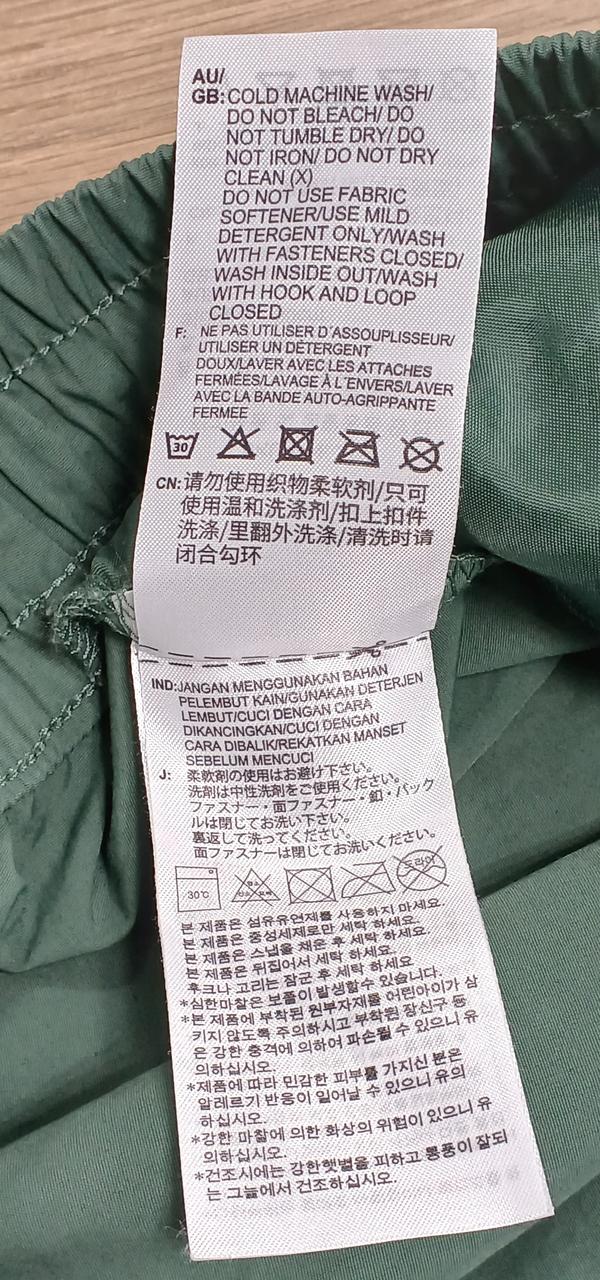 AU/
GB: COLD MACHINE WASH/
DO NOT BLEACH/ DO
NOT TUMBLE DRY/ DO
NOT IRON/ DO NOT DRY
CLEAN (X)
DO NOT USE FABRIC
SOFTENER/USE MILD
DETERGENT ONLY/WASH
WITH FASTENERS CLOSED/
WASH INSIDE OUT/WASH
WITH HOOK AND LOOP
CLOSED
F: NE PAS UTILISER D´ASSOUPLISSEUR/
UTILISER UN DÉTERGENT
DOUX/LAVER AVEC LES ATTACHES
FERMÉES/LAVAGE À L´ENVERS/LAVER
AVEC LA BANDE AUTO-AGRIPPANTE
FERMEE
30
CN: 请勿使用织物柔软剂/只可
使用温和洗涤剂/扣上扣件
洗涤/里翻外洗涤/清洗时请
闭合勾环
IND: JANGAN MENGGUNAKAN BAHAN
PELEMBUT KAIN/GUNAKAN DETERJEN
LEMBUT/CUCI DENGAN CARA
DIKANCINGKAN/CUCI DENGAN
CARA DIBALIK/REKATKAN MANSET
SEBELUM MENCUCI
J: 柔軟剤の使用はお避け下さい。
洗剤は中性洗剤をご使用ください。
ファスナー・面ファスナー・釦・バック
ルは閉じてお洗い下さい。
裏返して洗ってください。
面ファスナーは閉じてお洗いください。
30℃ 염소 산소 드라이
본 제품은 섬유유연제를 사용하지 마세요.
본 제품은 중성세제로만 세탁 하세요.
본 제품은 스냅을 채운 후 세탁 하세요.
본 제품은 뒤집어서 세탁 하세요.
후크나 고리는 잠군 후 세탁 하세요
*심한마찰은 보풀이 발생할수 있습니다.
*본 제품에 부착된 원부자재를 어린아이가 삼
키지 않도록 주의하시고 부착된 장신구 등
은 강한 충격에 의하여 파손될 수 있으니 유
의하십시오.
*제품에 따라 민감한 피부를 가지신 분은
알레르기 반응이 일어날 수 있으니 유의
하십시오.
*강한 마찰에 의한 화상의 위험이 있으니 유
의하십시오.
*건조시에는 강한햇볕을 피하고 통풍이 잘되
는 그늘에서 건조하십시오.